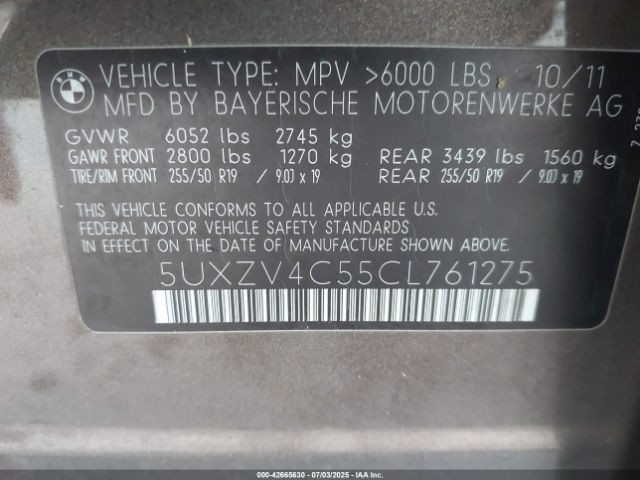 BMW
VEHICLE TYPE: MPV >6000 LBS 10/11
MFD BY BAYERISCHE MOTORENWERKE AG
GVWR 6052 lbs 2745 kg
GAWR FRONT 2800 lbs 1270 kg REAR 3439 lbs 1560 kg
TIRE/RIM FRONT 255/50 R19 / 9.0J x 19 REAR 255/50 R19 / 9.0J x 19
THIS VEHICLE CONFORMS TO ALL APPLICABLE U.S.
FEDERAL MOTOR VEHICLE SAFETY STANDARDS
IN EFFECT ON THE DATE OF MANUFACTURE SHOWN ABOVE.
5UXZV4C55CL761275
000-42665630 - 07/03/2025 - IAAI.COM